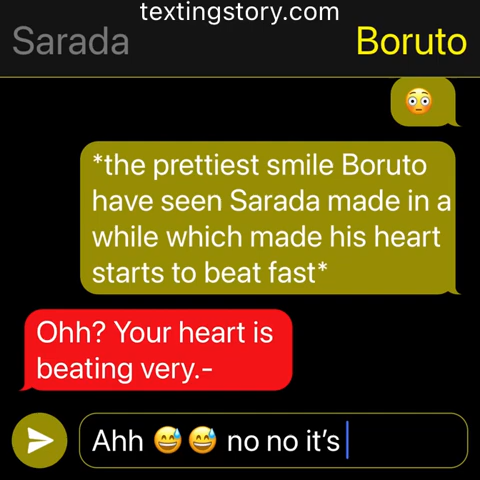 textingstory.com
Sarada Boruto
😳
*the prettiest smile Boruto
have seen Sarada made in a
while which made his heart
starts to beat fast*
Ohh? Your heart is
beating very.-
Ahh 😅 😅 no no it's